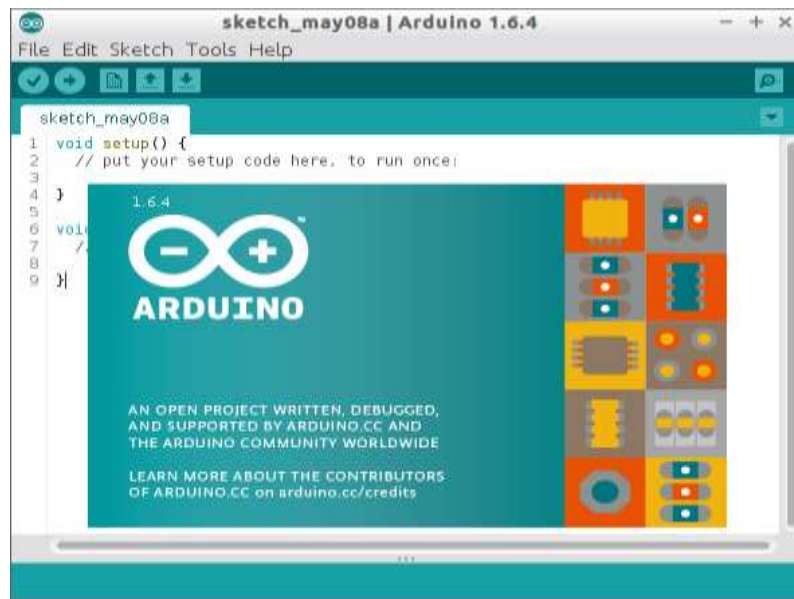 sketch_may08a | Arduino 1.6.4
File Edit Sketch Tools Help
sketch_may08a
1 void setup() {
2 // put your setup code here, to run once:
3
4 }
5
6 voi
7 /
8
9 }
1.6.4
ARDUINO
AN OPEN PROJECT WRITTEN, DEBUGGED,
AND SUPPORTED BY ARDUINO.CC AND
THE ARDUINO COMMUNITY WORLDWIDE
LEARN MORE ABOUT THE CONTRIBUTORS
OF ARDUINO.CC on arduino.cc/credits